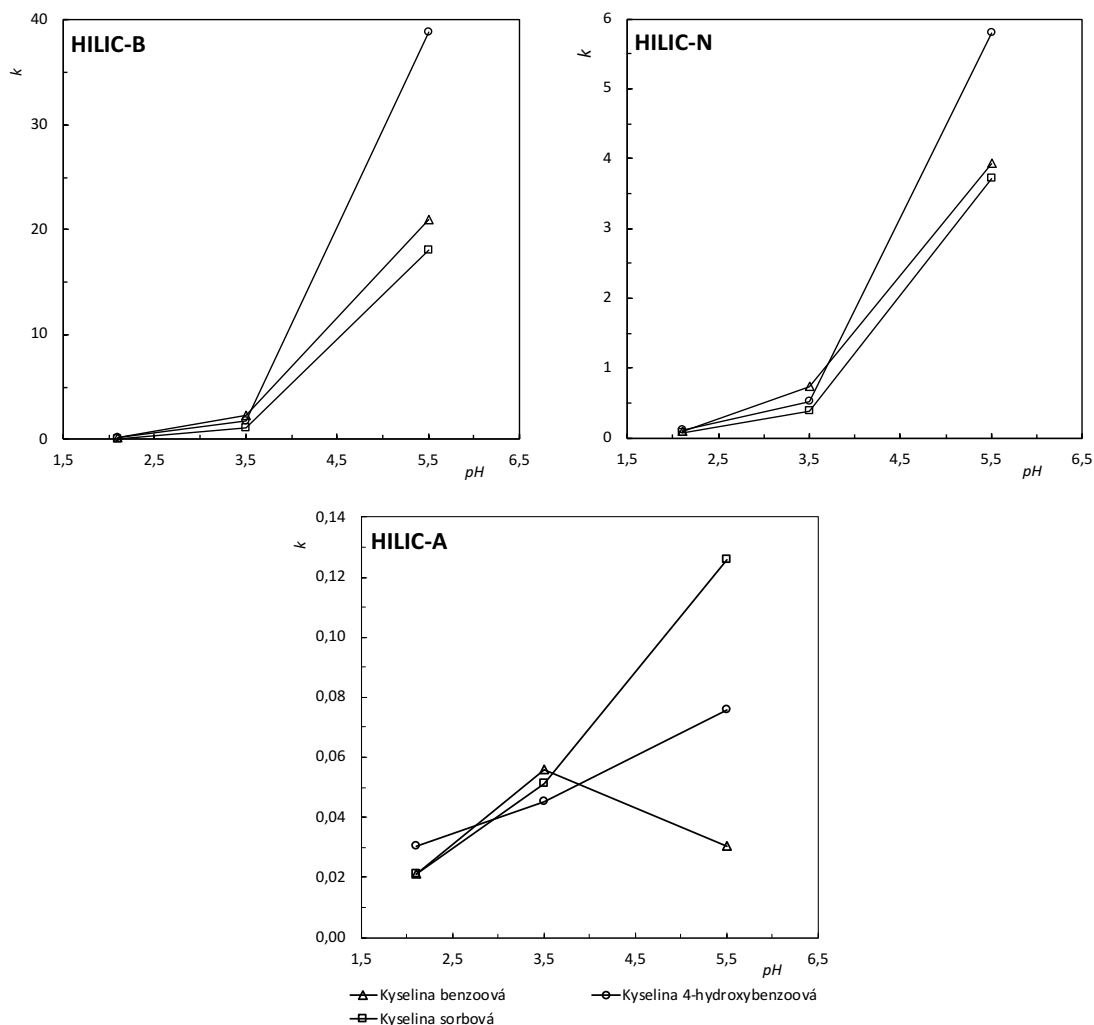 HILIC-B
k
40
30
20
10
0
1,5 2,5 3,5 4,5 5,5 6,5
pH
HILIC-N
k
6
5
4
3
2
1
0
1,5 2,5 3,5 4,5 5,5 6,5
pH
HILIC-A
k
0,14
0,12
0,10
0,08
0,06
0,04
0,02
0,00
1,5 2,5 3,5 4,5 5,5 6,5
pH
Kyselina benzoová Kyselina 4-hydroxybenzoová
Kyselina sorbová